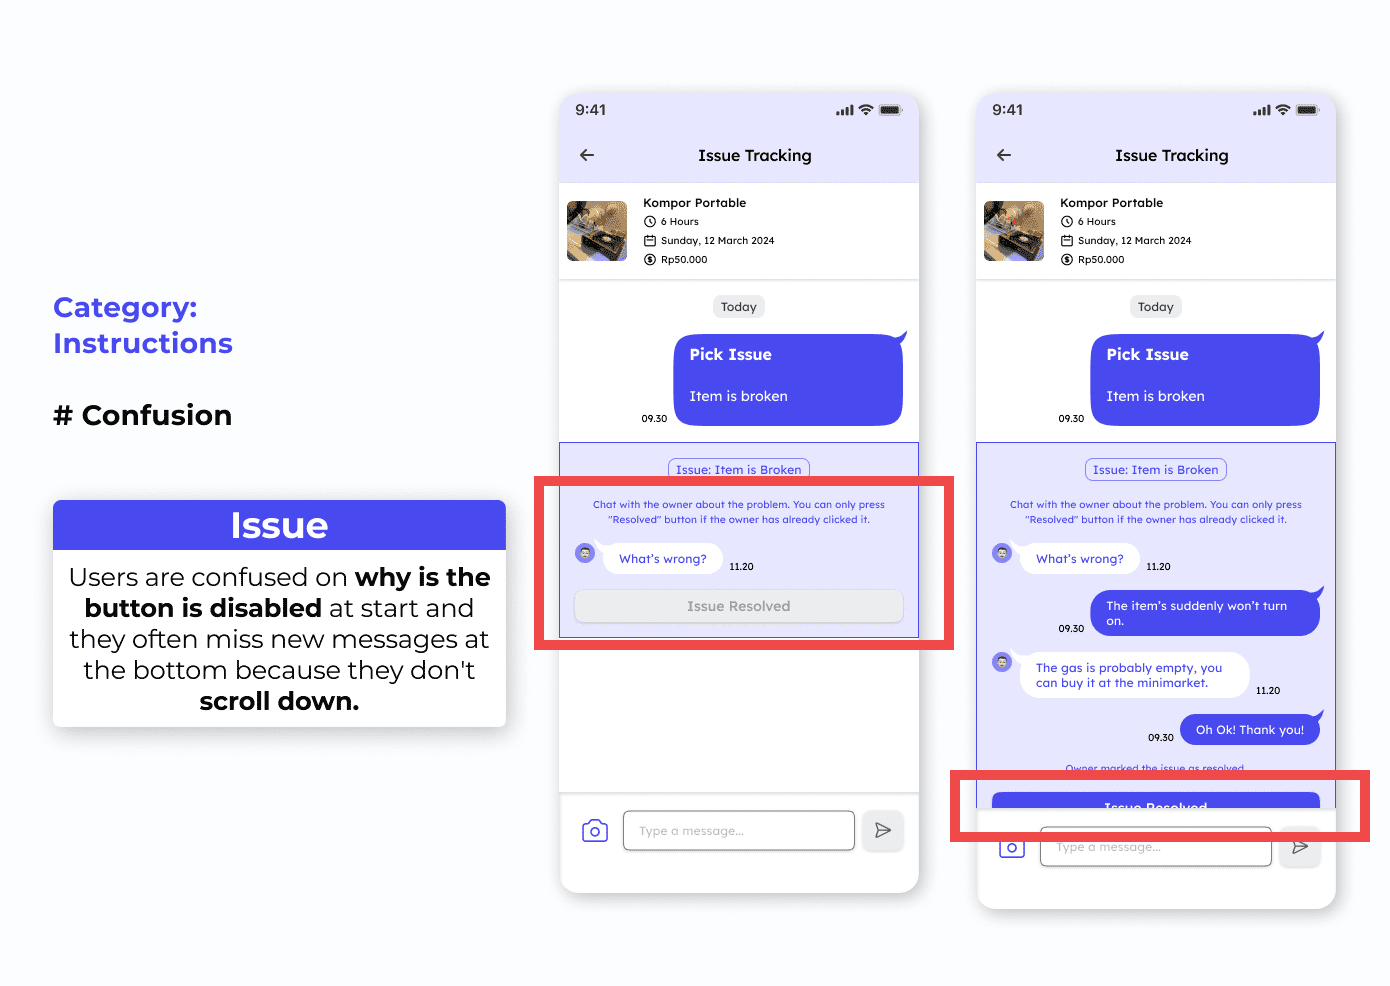 Category:
Instructions
# Confusion
Issue
Users are confused on why is the
button is disabled at start and
they often miss new messages at
the bottom because they don't
scroll down.
9:41
Issue Tracking
Kompor Portable
6 Hours
Sunday, 12 March 2024
Rp50.000
Today
Pick Issue
Item is broken
09.30
Issue: Item is Broken
Chat with the owner about the problem. You can only press
"Resolved" button if the owner has already clicked it.
What's wrong?
11.20
Issue Resolved
Type a message...
9:41
Issue Tracking
Kompor Portable
6 Hours
Sunday, 12 March 2024
Rp50.000
Today
Pick Issue
Item is broken
09.30
Issue: Item is Broken
Chat with the owner about the problem. You can only press
"Resolved" button if the owner has already clicked it.
What's wrong?
11.20
The item's suddenly won't turn
on.
09.30
The gas is probably empty, you
can buy it at the minimarket.
11.20
Oh Ok! Thank you!
09.30
Owner marked the issue as resolved
Issue Resolved
Type a message...